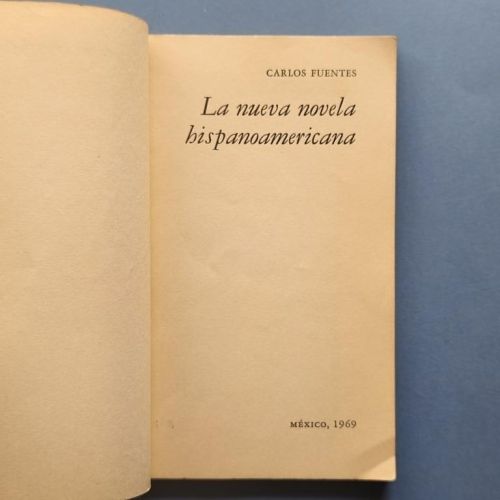 CARLOS FUENTES
La nueva novela
hispanoamericana
MÉXICO, 1969